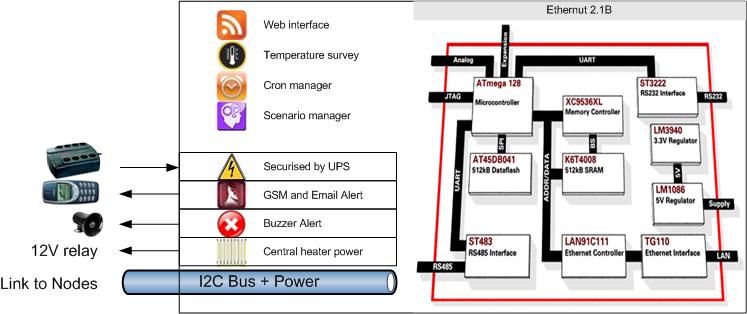 Ethernut 2.1B
Web interface
Temperature survey
Cron manager
Scenario manager
Securised by UPS
GSM and Email Alert
Buzzer Alert
12V relay
Central heater power
Link to Nodes
I2C Bus + Power
Expansion
Analog
UART
ATmega 128
Microcontroller
JTAG
XC9536XL
Memory Controller
ST3222
RS232 Interface
RS232
SPI
BS
LM3940
3.3V Regulator
AT45DB041
512kB Dataflash
K6T4008
512kB SRAM
5V
UART
ADDR/DATA
LM1086
5V Regulator
Supply
ST483
RS485 Interface
RS485
LAN91C111
Ethernet Controller
TG110
Ethernet Interface
LAN